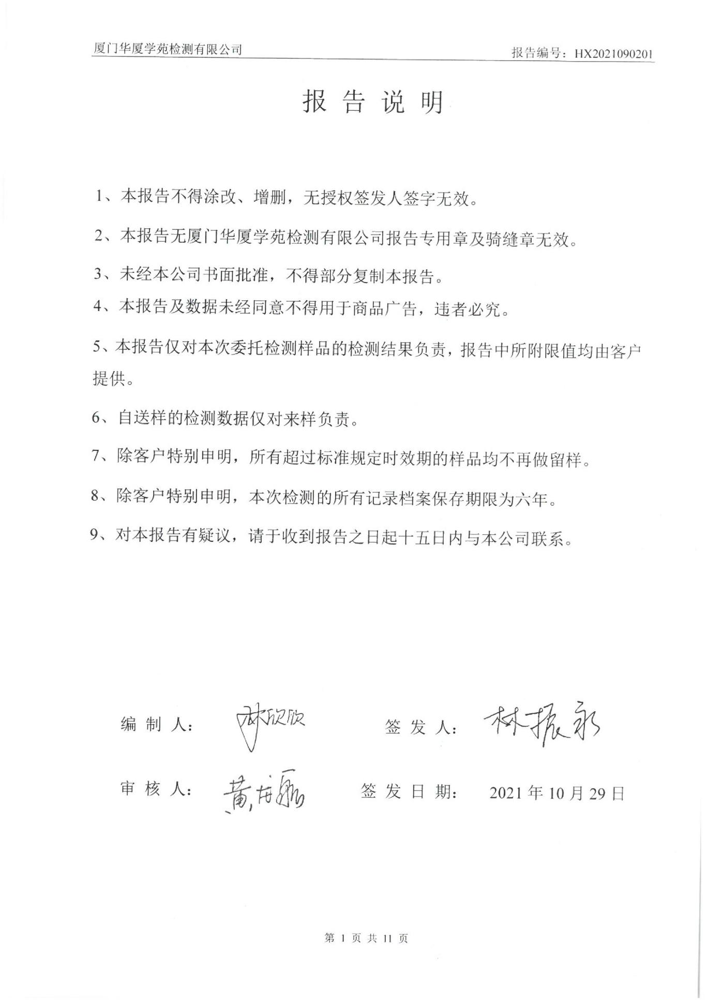 厦门华厦学苑检测有限公司
报告编号：HX2021090201
报 告 说 明
1、本报告不得涂改、增删，无授权签发人签字无效。
2、本报告无厦门华厦学苑检测有限公司报告专用章及骑缝章无效。
3、未经本公司书面批准，不得部分复制本报告。
4、本报告及数据未经同意不得用于商品广告，违者必究。
5、本报告仅对本次委托检测样品的检测结果负责，报告中所附限值均由客户
提供。
6、自送样的检测数据仅对来样负责。
7、除客户特别申明，所有超过标准规定时效期的样品均不再做留样。
8、除客户特别申明，本次检测的所有记录档案保存期限为六年。
9、对本报告有疑议，请于收到报告之日起十五日内与本公司联系。
编 制 人： 林欣欣
签 发 人： 林振永
审 核 人： 黄
签 发 日 期： 2021 年 10 月 29 日
第 1 页 共 11 页